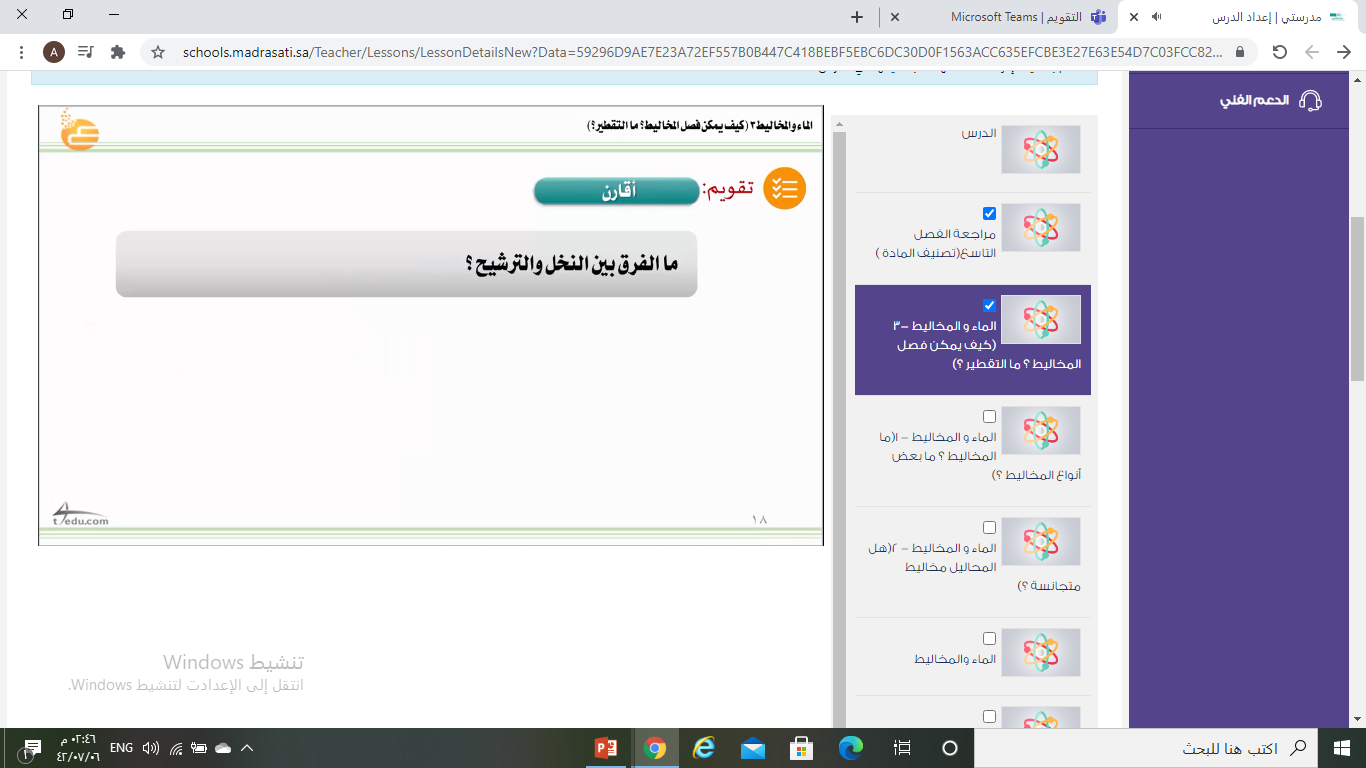 مدرستي | إعداد الدرس
التقويم | Microsoft Teams
schools.madrasati.sa/Teacher/Lessons/LessonDetailsNew?Data=59296D9AE7E23A72EF557B0B447C418BEBF5EBC6DC30D0F1563ACC635EFCBE3E27E63E54D7C03FCC82...
A
الدعم الفني
الماء والمخاليط٣ (كيف يمكن فصل المخاليط؟ ما التقطير؟)
تقويم:
أقارن
ما الفرق بين النخل والترشيح ؟
t4edu.com
١٨
الدرس
مراجعة الفصل
التاسع(تصنيف المادة )
الماء و المخاليط –٣
(كيف يمكن فصل
المخاليط ؟ ما التقطير ؟)
الماء و المخاليط – ١(ما
المخاليط ؟ ما بعض
أنواع المخاليط ؟)
الماء و المخاليط – ٢(هل
المحاليل مخاليط
متجانسة ؟)
الماء والمخاليط
تنشيط Windows
انتقل إلى الإعدادت لتنشيط Windows.
اكتب هنا للبحث
ENG
٠٢:٤٦ م
٤٢/٠٧/٠٦
١